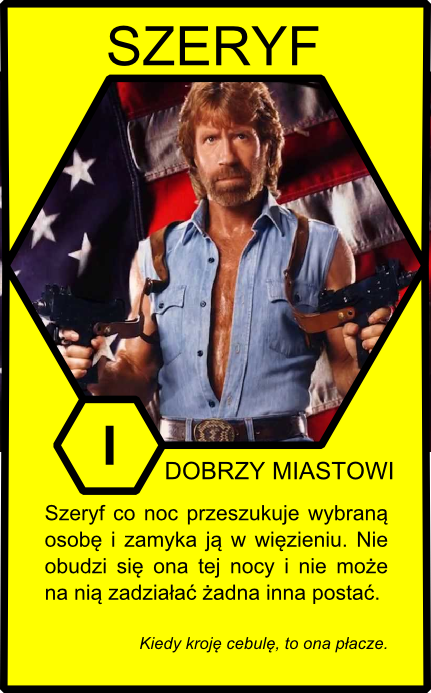 SZERYF
I
DOBRZY MIASTOWI
Szeryf co noc przeszukuje wybraną
osobę i zamyka ją w więzieniu. Nie
obudzi się ona tej nocy i nie może
na nią zadziałać żadna inna postać.
Kiedy kroję cebulę, to ona płacze.